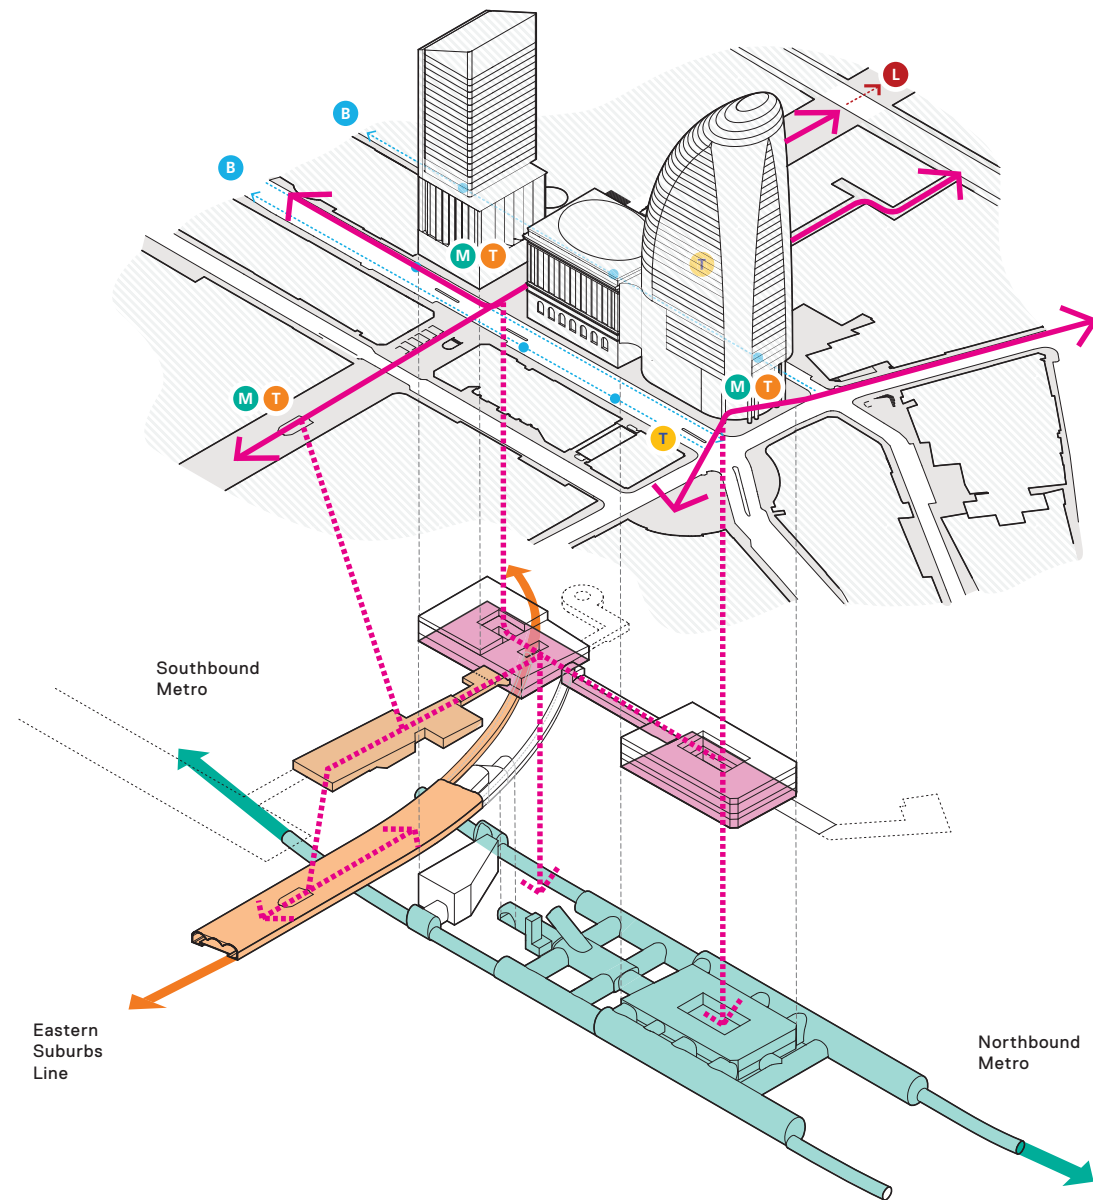 L
B
B
M T
T
M T
M T
T
Southbound
Metro
Eastern
Suburbs
Line
Northbound
Metro